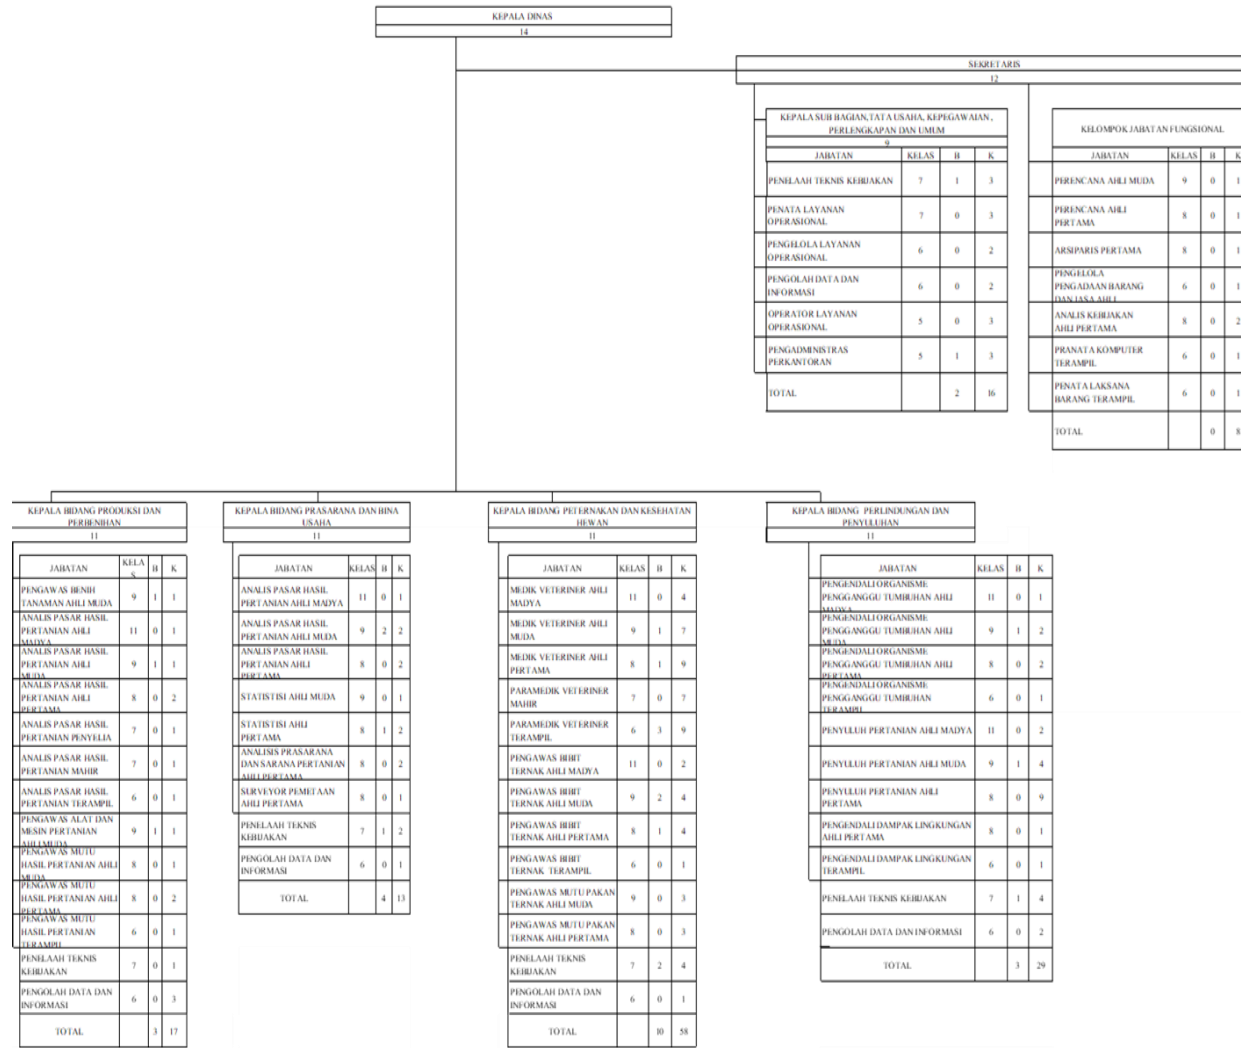 KEPALA DINAS
14
SEKRETARIS
12
KEPALA SUB BAGIAN,TATA USAHA, KEPEGAWAIAN ,
PERLENGKAPAN DAN UMUM
9
JABATAN KELAS B K
PENELAAH TEKNIS KEBIJAKAN 7 1 3
PENATA LAYANAN
OPERASIONAL 7 0 3
PENGELOLA LAYANAN
OPERASIONAL 6 0 2
PENGOLAH DATA DAN
INFORMASI 6 0 2
OPERATOR LAYANAN
OPERASIONAL 5 0 3
PENGADMINISTRAS
PERKANTORAN 5 1 3
TOTAL 2 16
KELOMPOK JABATAN FUNGSIONAL
JABATAN KELAS B K
PERENCANA AHLI MUDA 9 0 1
PERENCANA AHLI
PERTAMA 8 0 1
ARSIPARIS PERTAMA 8 0 1
PENGELOLA
PENGADAAN BARANG
DAN JASA AHLI 6 0 1
ANALIS KEBIJAKAN
AHLI PERTAMA 8 0 2
PRANATA KOMPUTER
TERAMPIL 6 0 1
PENATA LAKSANA
BARANG TERAMPIL 6 0 1
TOTAL 0 8
KEPALA BIDANG PRODUKSI DAN
PERBENIHAN
11
JABATAN KELA
S B K
PENGAWAS BENIH
TANAMAN AHLI MUDA 9 1 1
ANALIS PASAR HASIL
PERTANIAN AHLI
MADYA 11 0 1
ANALIS PASAR HASIL
PERTANIAN AHLI
MUDA 9 1 1
ANALIS PASAR HASIL
PERTANIAN AHLI
PERTAMA 8 0 2
ANALIS PASAR HASIL
PERTANIAN PENYELIA 7 0 1
ANALIS PASAR HASIL
PERTANIAN MAHIR 7 0 1
ANALIS PASAR HASIL
PERTANIAN TERAMPIL 6 0 1
PENGAWAS ALAT DAN
MESIN PERTANIAN
AHLI MUDA 9 1 1
PENGAWAS MUTU
HASIL PERTANIAN AHLI
MUDA 8 0 1
PENGAWAS MUTU
HASIL PERTANIAN AHLI
PERTAMA 8 0 2
PENGAWAS MUTU
HASIL PERTANIAN
TERAMPIL 6 0 1
PENELAAH TEKNIS
KEBIJAKAN 7 0 1
PENGOLAH DATA DAN
INFORMASI 6 0 3
TOTAL 3 17
KEPALA BIDANG PRASARANA DAN BINA
USAHA
11
JABATAN KELAS B K
ANALIS PASAR HASIL
PERTANIAN AHLI MADYA 11 0 1
ANALIS PASAR HASIL
PERTANIAN AHLI MUDA 9 2 2
ANALIS PASAR HASIL
PERTANIAN AHLI
PERTAMA 8 0 2
STATISTISI AHLI MUDA 9 0 1
STATISTISI AHLI
PERTAMA 8 1 2
ANALISIS PRASARANA
DAN SARANA PERTANIAN
AHLI PERTAMA 8 0 2
SURVEYOR PEMETAAN
AHLI PERTAMA 8 0 1
PENELAAH TEKNIS
KEBIJAKAN 7 1 2
PENGOLAH DATA DAN
INFORMASI 6 0 1
TOTAL 4 13
KEPALA BIDANG PETERNAKAN DAN KESEHATAN
HEWAN
11
JABATAN KELAS B K
MEDIK VETERINER AHLI
MADYA 11 0 4
MEDIK VETERINER AHLI
MUDA 9 1 7
MEDIK VETERINER AHLI
PERTAMA 8 1 9
PARAMEDIK VETERINER
MAHIR 7 0 7
PARAMEDIK VETERINER
TERAMPIL 6 3 9
PENGAWAS BIBIT
TERNAK AHLI MADYA 11 0 2
PENGAWAS BIBIT
TERNAK AHLI MUDA 9 2 4
PENGAWAS BIBIT
TERNAK AHLI PERTAMA 8 1 4
PENGAWAS BIBIT
TERNAK TERAMPIL 6 0 1
PENGAWAS MUTU PAKAN
TERNAK AHLI MUDA 9 0 3
PENGAWAS MUTU PAKAN
TERNAK AHLI PERTAMA 8 0 3
PENELAAH TEKNIS
KEBIJAKAN 7 2 4
PENGOLAH DATA DAN
INFORMASI 6 0 1
TOTAL 10 58
KEPALA BIDANG PERLINDUNGAN DAN
PENYULUHAN
11
JABATAN KELAS B K
PENGENDALI ORGANISME
PENGGANGGU TUMBUHAN AHLI
MADYA 11 0 1
PENGENDALI ORGANISME
PENGGANGGU TUMBUHAN AHLI
MUDA 9 1 2
PENGENDALI ORGANISME
PENGGANGGU TUMBUHAN AHLI
PERTAMA 8 0 2
PENGENDALI ORGANISME
PENGGANGGU TUMBUHAN
TERAMPIL 6 0 1
PENYULUH PERTANIAN AHLI MADYA 11 0 2
PENYULUH PERTANIAN AHLI MUDA 9 1 4
PENYULUH PERTANIAN AHLI
PERTAMA 8 0 9
PENGENDALI DAMPAK LINGKUNGAN
AHLI PERTAMA 8 0 1
PENGENDALI DAMPAK LINGKUNGAN
TERAMPIL 6 0 1
PENELAAH TEKNIS KEBIJAKAN 7 1 4
PENGOLAH DATA DAN INFORMASI 6 0 2
TOTAL 3 29